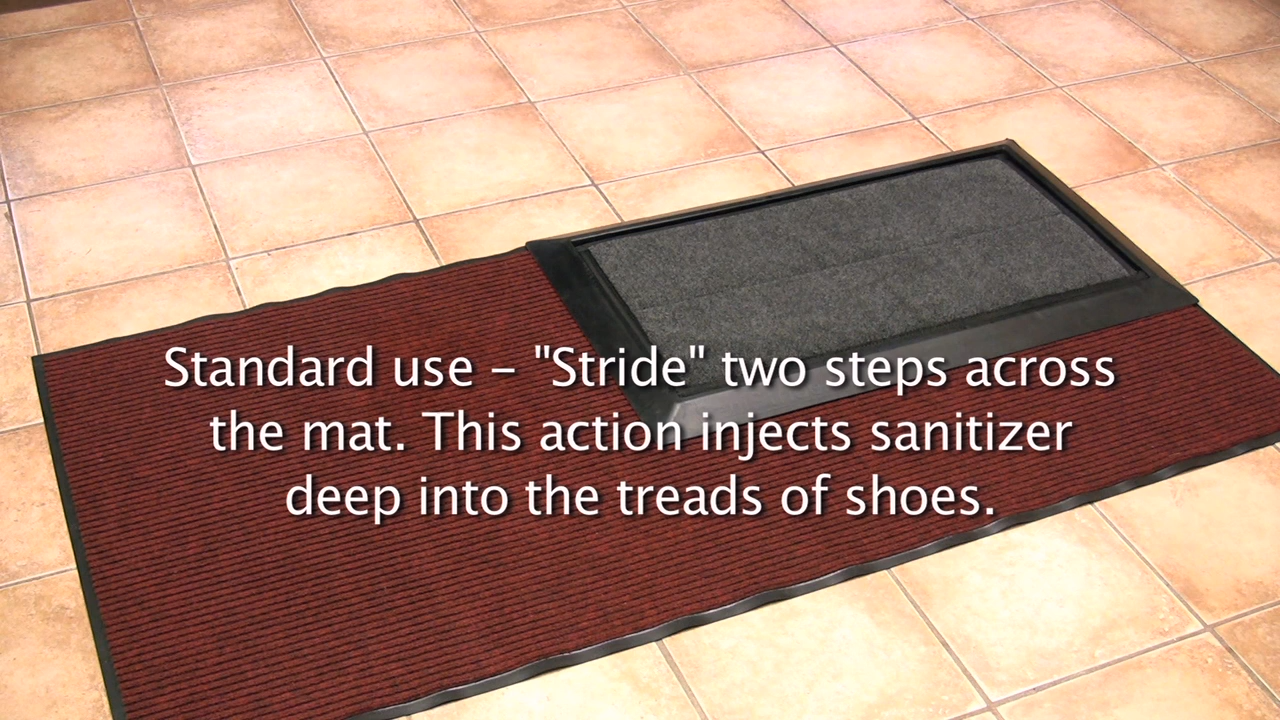 Standard use – "Stride" two steps across
the mat. This action injects sanitizer
deep into the treads of shoes.